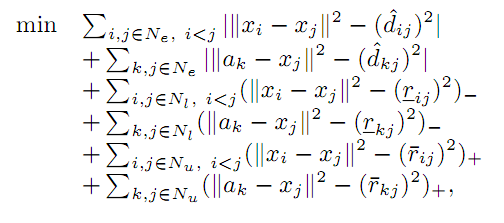 min ∑_{i,j∈N_e, i<j} |‖x_i − x_j‖² − (d̂_{ij})²|
+ ∑_{k,j∈N_e} |‖a_k − x_j‖² − (d̂_{kj})²|
+ ∑_{i,j∈N_l, i<j} (‖x_i − x_j‖² − (r̲_{ij})²)₋
+ ∑_{k,j∈N_l} (‖a_k − x_j‖² − (r̲_{kj})²)₋
+ ∑_{i,j∈N_u, i<j} (‖x_i − x_j‖² − (r̄_{ij})²)₊
+ ∑_{k,j∈N_u} (‖a_k − x_j‖² − (r̄_{kj})²)₊,